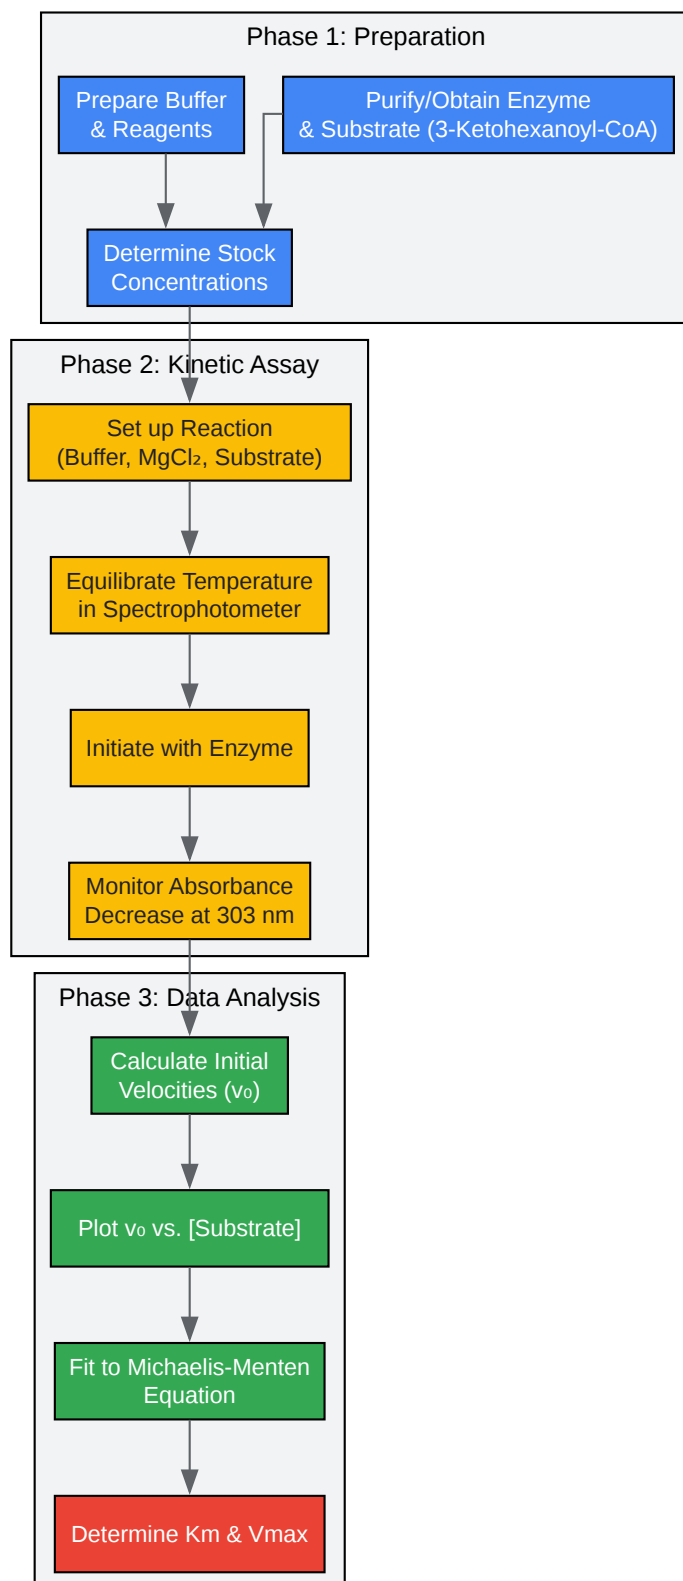 Phase 1: Preparation
Prepare Buffer
& Reagents
Purify/Obtain Enzyme
& Substrate (3-Ketohexanoyl-CoA)
Determine Stock
Concentrations
Phase 2: Kinetic Assay
Set up Reaction
(Buffer, MgCl₂, Substrate)
Equilibrate Temperature
in Spectrophotometer
Initiate with Enzyme
Monitor Absorbance
Decrease at 303 nm
Phase 3: Data Analysis
Calculate Initial
Velocities (v₀)
Plot v₀ vs. [Substrate]
Fit to Michaelis-Menten
Equation
Determine Km & Vmax